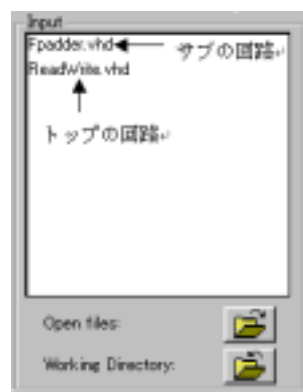 Input
Fpadder.vhd サブの回路
ReadWrite.vhd
トップの回路
Open files:
Working Directory: